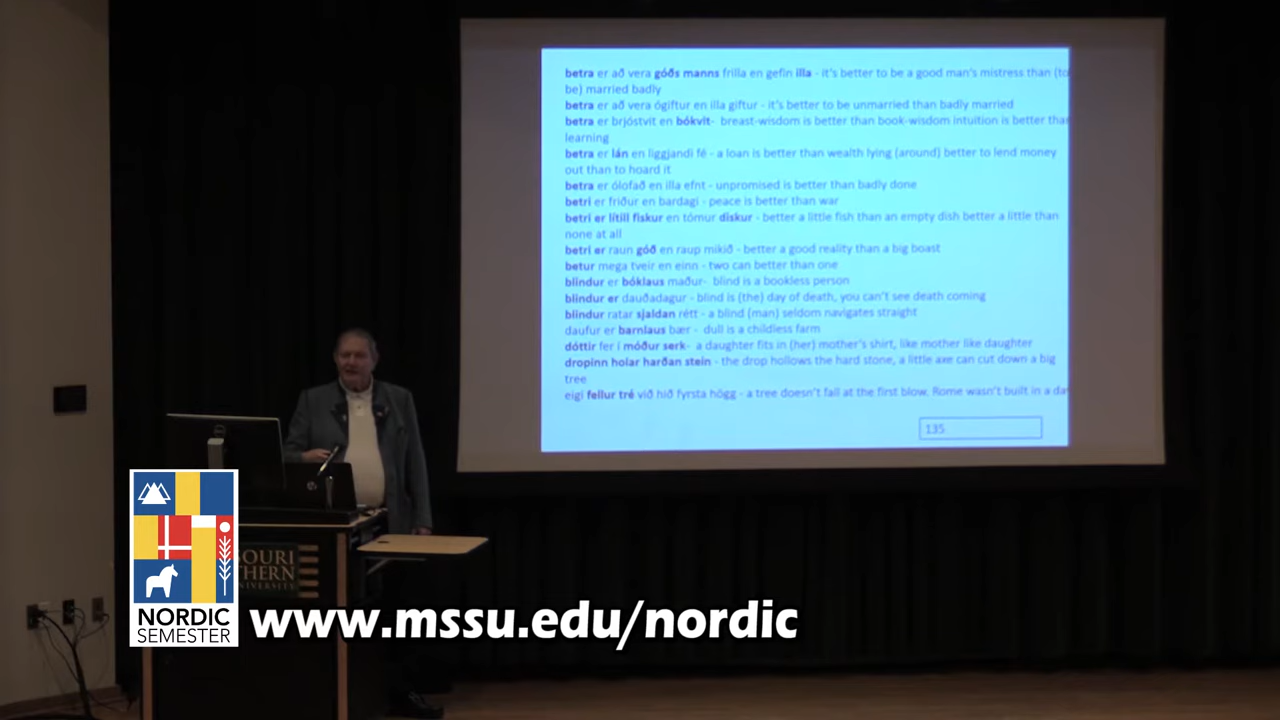 betra er að vera góðs manns frilla en gefin illa - it's better to be a good man's mistress than (to
be) married badly
betra er að vera ógiftur en illa giftur - it's better to be unmarried than badly married
betra er brjóstvit en bókvit- breast-wisdom is better than book-wisdom intuition is better than
learning
betra er lán en liggjandi fé - a loan is better than wealth lying (around) better to lend money
out than to hoard it
betra er ólofað en illa efnt - unpromised is better than badly done
betri er friður en bardagi - peace is better than war
betri er lítill fiskur en tómur diskur - better a little fish than an empty dish better a little than
none at all
betri er raun góð en raup mikið - better a good reality than a big boast
betur mega tveir en einn - two can better than one
blindur er bóklaus maður- blind is a bookless person
blindur er dauðadagur - blind is (the) day of death, you can't see death coming
blindur ratar sjaldan rétt - a blind (man) seldom navigates straight
daufur er barnlaus bær - dull is a childless farm
dóttir fer í móður serk- a daughter fits in (her) mother's shirt, like mother like daughter
dropinn holar harðan stein - the drop hollows the hard stone, a little axe can cut down a big
tree
eigi fellur tré við hið fyrsta högg - a tree doesn't fall at the first blow. Rome wasn't built in a day
135
SOURI
THERN
IVERSITY
NORDIC
SEMESTER
www.mssu.edu/nordic